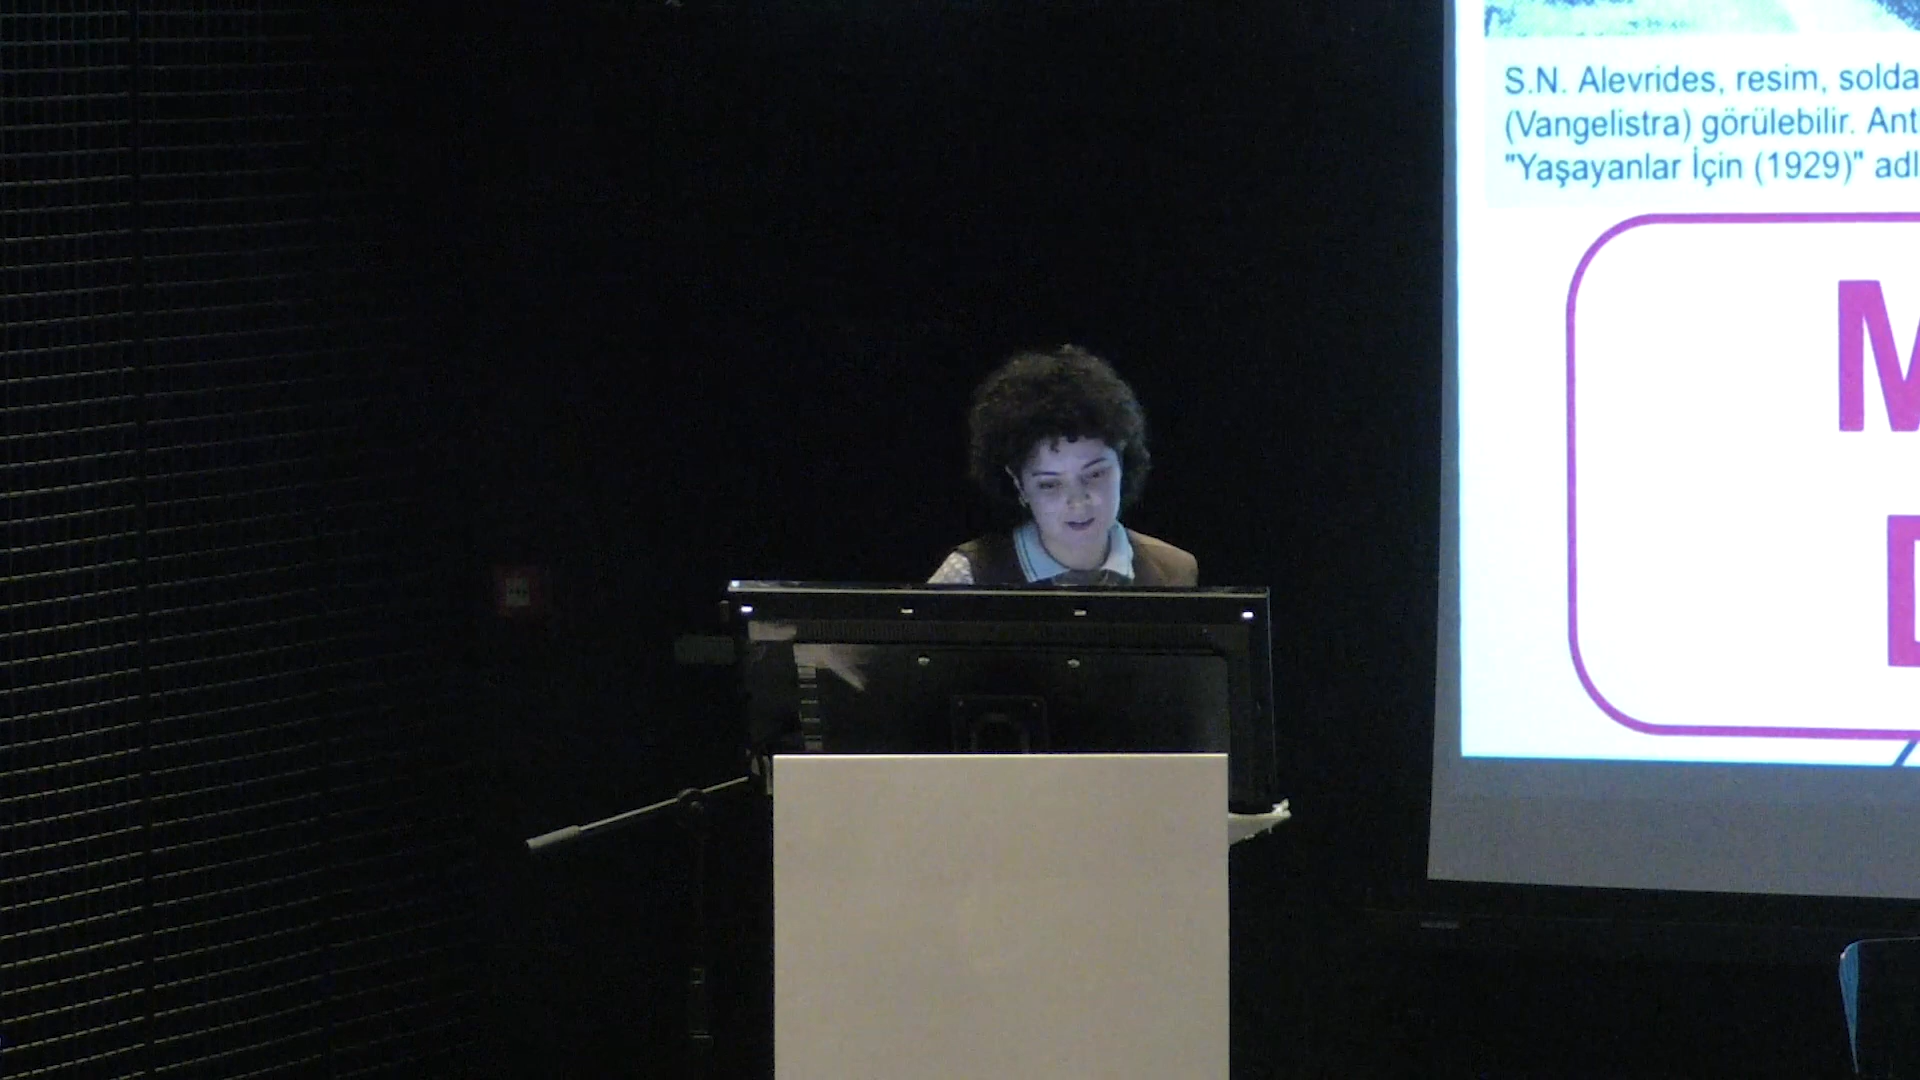 S.N. Alevrides, resim, solda
(Vangelistra) görülebilir. Ant
"Yaşayanlar İçin (1929)" adl
M
D